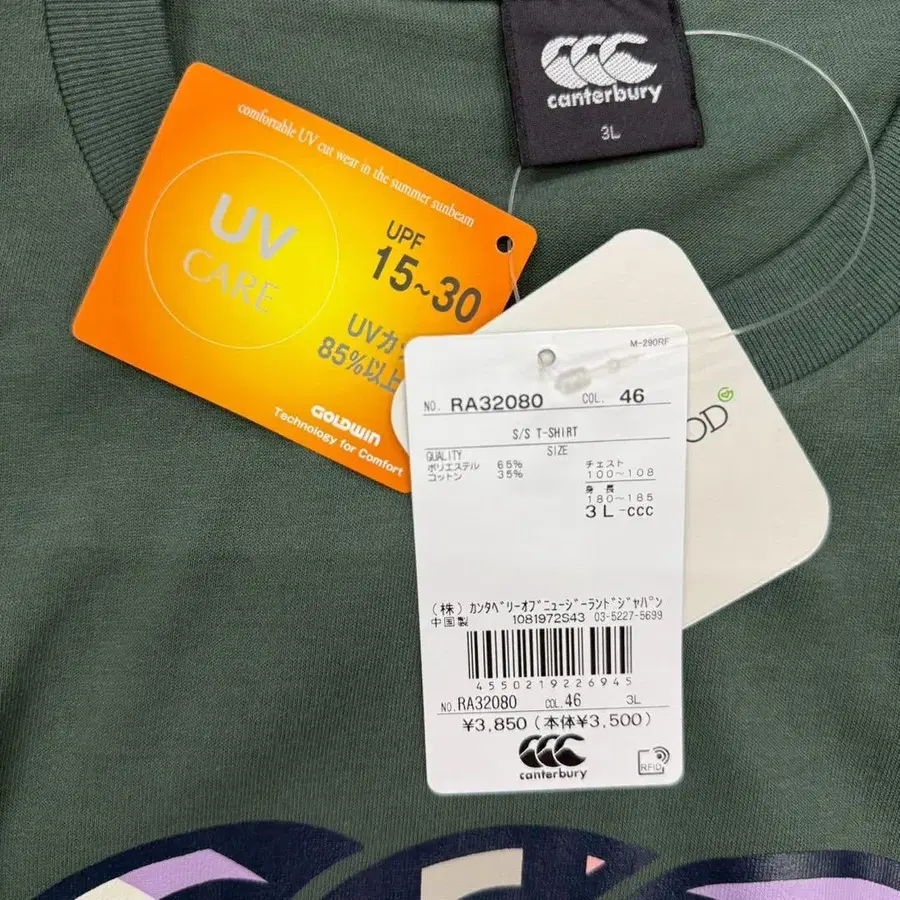 canterbury
3L
comfortable UV cut wear in the summer sunbeam
UV
CARE
UPF
15~30
UVカッ
85%以上
GOLDWIN
Technology for Comfort
OD
M-290RF
NO. RA32080 COL. 46
S/S T-SHIRT
QUALITY SIZE
ポリエステル 65% チェスト
コットン 35% 100~108
身 長
180~185
3L-ccc
(株) カンタベリーオブニュージーランドジャパン
中国製 1081972S43 03-5227-5699
4550219226945
NO. RA32080 COL. 46 3L
¥3,850 (本体¥3,500)
canterbury
RFID